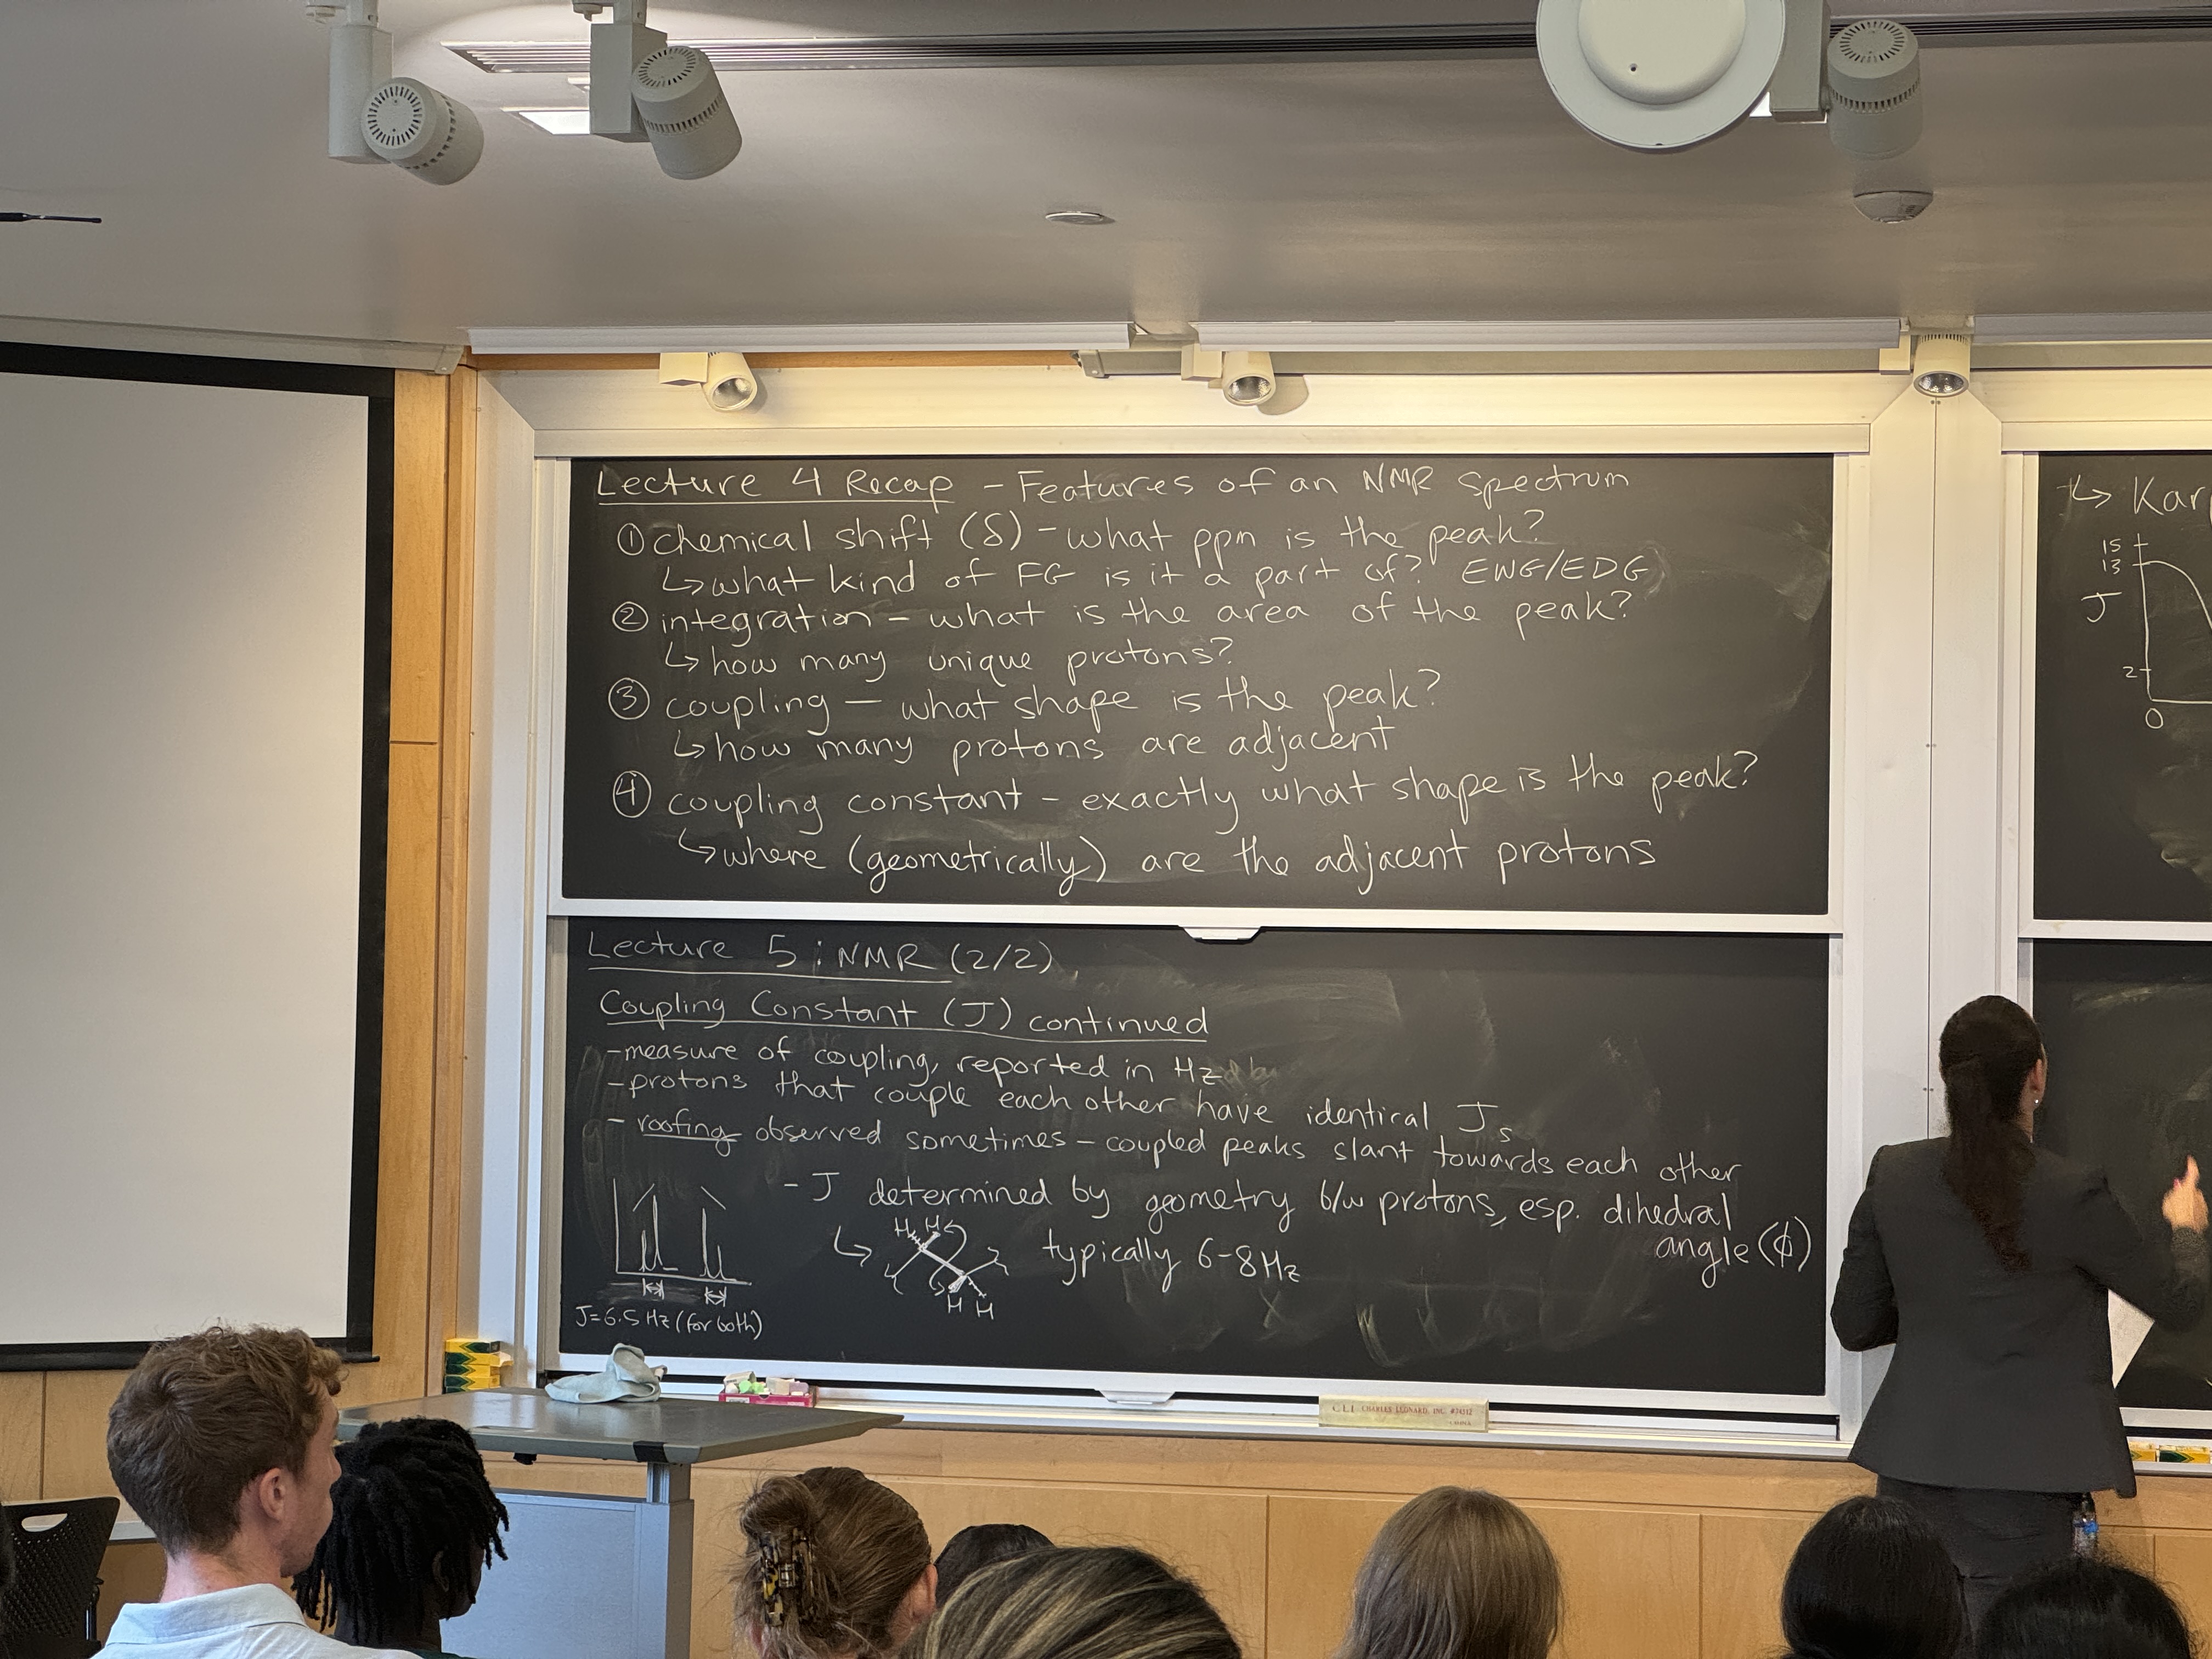 Lecture 4 Recap - Features of an NMR spectrum
① chemical shift (δ) - what ppm is the peak?
↳ what kind of FG is it a part of? EWG/EDG
② integration - what is the area of the peak?
↳ how many unique protons?
③ coupling - what shape is the peak?
↳ how many protons are adjacent
④ coupling constant - exactly what shape is the peak?
↳ where (geometrically) are the adjacent protons
Lecture 5: NMR (2/2)
Coupling Constant (J) continued
- measure of coupling, reported in Hz
- protons that couple each other have identical Js
- roofing observed sometimes - coupled peaks slant towards each other
- J determined by geometry b/w protons, esp. dihedral
angle (ϕ)
↳ typically 6-8 Hz
H H
H H
J=6.5 Hz (for both)
↳ Kar
15
13
J
2
0
CLI CHARLES LEONARD, INC. #74512